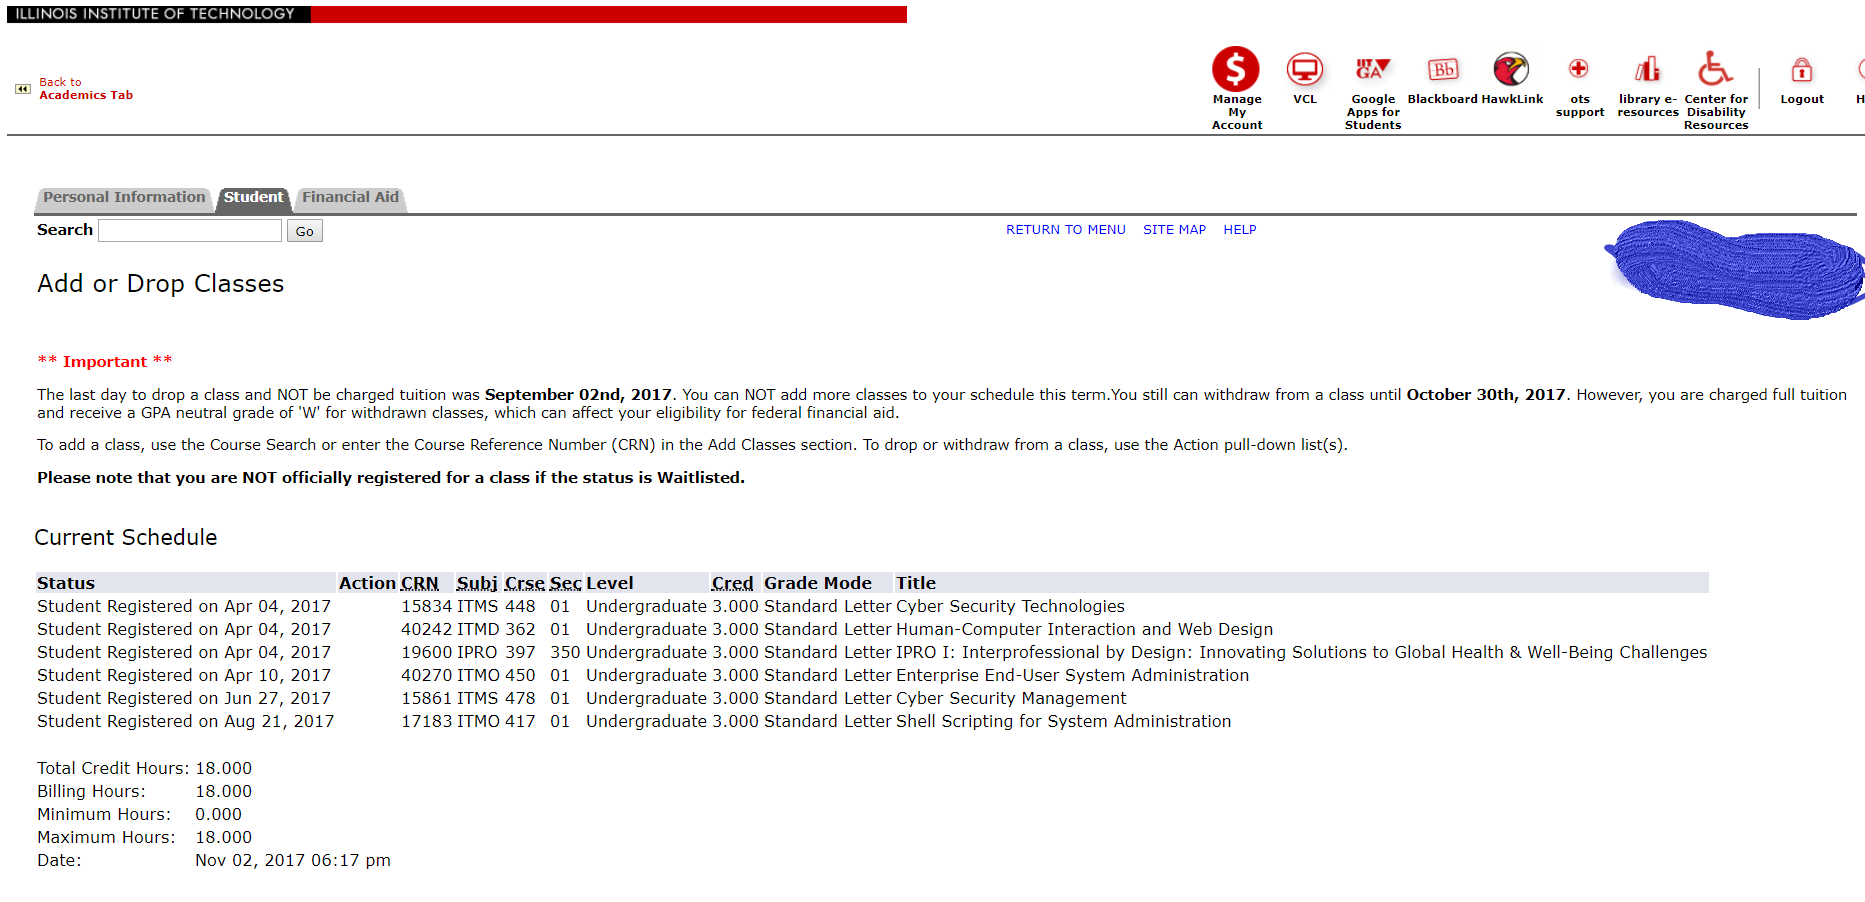 ILLINOIS INSTITUTE OF TECHNOLOGY
Back to
Academics Tab
Manage My Account
VCL
Google Apps for Students
Blackboard
HawkLink
ots support
library e-resources
Center for Disability Resources
Logout
Personal Information
Student
Financial Aid
Search Go
RETURN TO MENU SITE MAP HELP
Add or Drop Classes
** Important **
The last day to drop a class and NOT be charged tuition was September 02nd, 2017. You can NOT add more classes to your schedule this term.You still can withdraw from a class until October 30th, 2017. However, you are charged full tuition
and receive a GPA neutral grade of 'W' for withdrawn classes, which can affect your eligibility for federal financial aid.
To add a class, use the Course Search or enter the Course Reference Number (CRN) in the Add Classes section. To drop or withdraw from a class, use the Action pull-down list(s).
Please note that you are NOT officially registered for a class if the status is Waitlisted.
Current Schedule
Status Action CRN Subj Crse Sec Level Cred Grade Mode Title
Student Registered on Apr 04, 2017 15834 ITMS 448 01 Undergraduate 3.000 Standard Letter Cyber Security Technologies
Student Registered on Apr 04, 2017 40242 ITMD 362 01 Undergraduate 3.000 Standard Letter Human-Computer Interaction and Web Design
Student Registered on Apr 04, 2017 19600 IPRO 397 350 Undergraduate 3.000 Standard Letter IPRO I: Interprofessional by Design: Innovating Solutions to Global Health & Well-Being Challenges
Student Registered on Apr 10, 2017 40270 ITMO 450 01 Undergraduate 3.000 Standard Letter Enterprise End-User System Administration
Student Registered on Jun 27, 2017 15861 ITMS 478 01 Undergraduate 3.000 Standard Letter Cyber Security Management
Student Registered on Aug 21, 2017 17183 ITMO 417 01 Undergraduate 3.000 Standard Letter Shell Scripting for System Administration
Total Credit Hours: 18.000
Billing Hours: 18.000
Minimum Hours: 0.000
Maximum Hours: 18.000
Date: Nov 02, 2017 06:17 pm